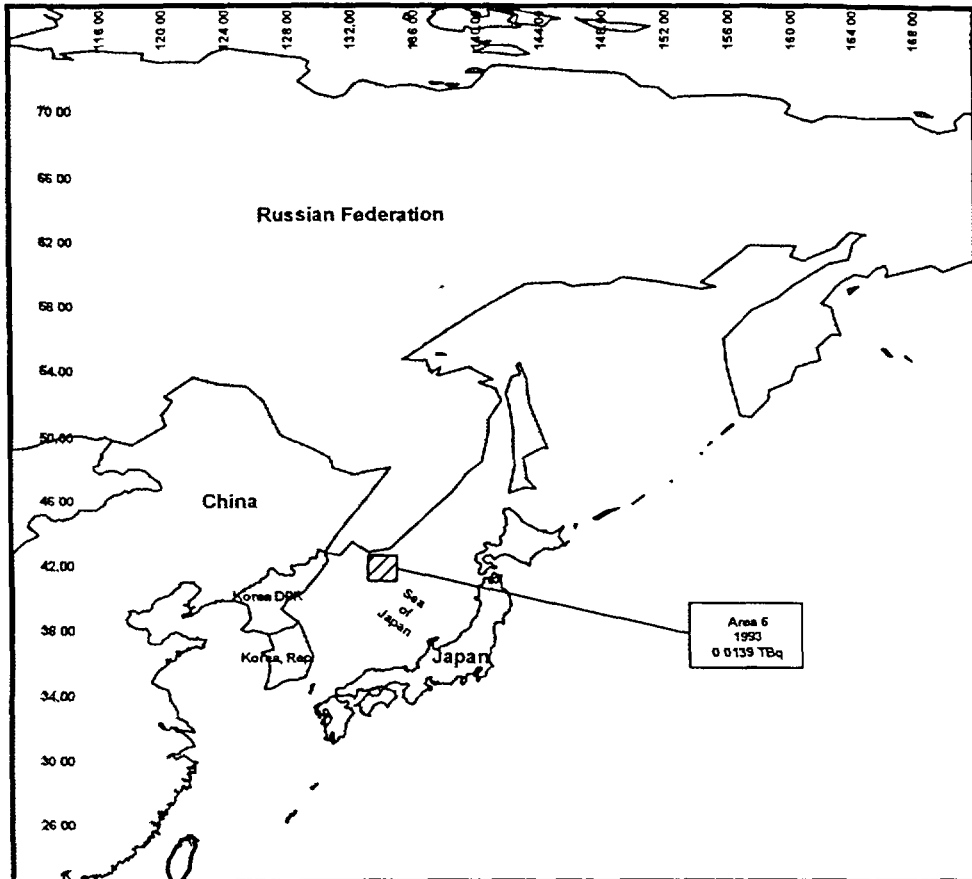 116 00
120.00
124 00
128 00
132 00
136 00
140 00
144 00
148 00
152 00
156 00
160 00
164 00
168 00
70 00
66 00
62 00
58 00
54 00
50.00
46 00
42 00
38 00
34 00
30 00
26 00
Russian Federation
China
Korea DPR
Korea, Rep
Sea
of
Japan
Japan
Area 6
1993
0 0139 TBq